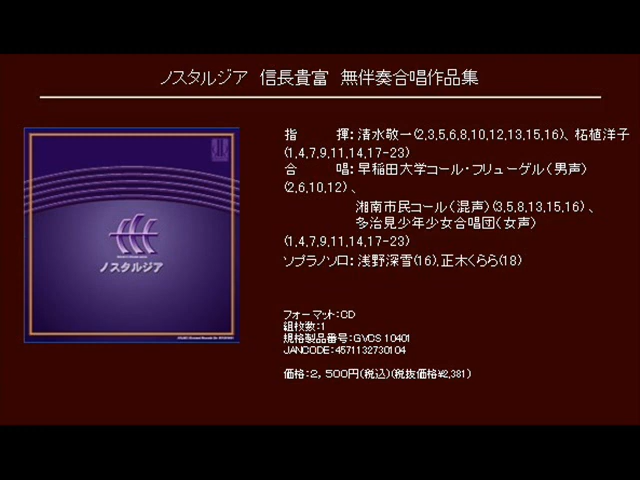 ノスタルジア 信長貴富 無伴奏合唱作品集
指 揮:清水敬一(2,3,5,6,8,10,12,13,15,16)、柘植洋子
(1,4,7,9,11,14,17-23)
合 唱:早稲田大学コール・フリューゲル(男声)
(2,6,10,12)、
湘南市民コール(混声)(3,5,8,13,15,16)、
多治見少年少女合唱団(女声)
(1,4,7,9,11,14,17-23)
ソプラノソロ:浅野深雪(16),正木くらら(18)
ノスタルジア
フォーマット:CD
組枚数:1
規格製品番号:GVCS 10401
JANCODE:4571132730104
価格:2,500円(税込)(税抜価格¥2,381)